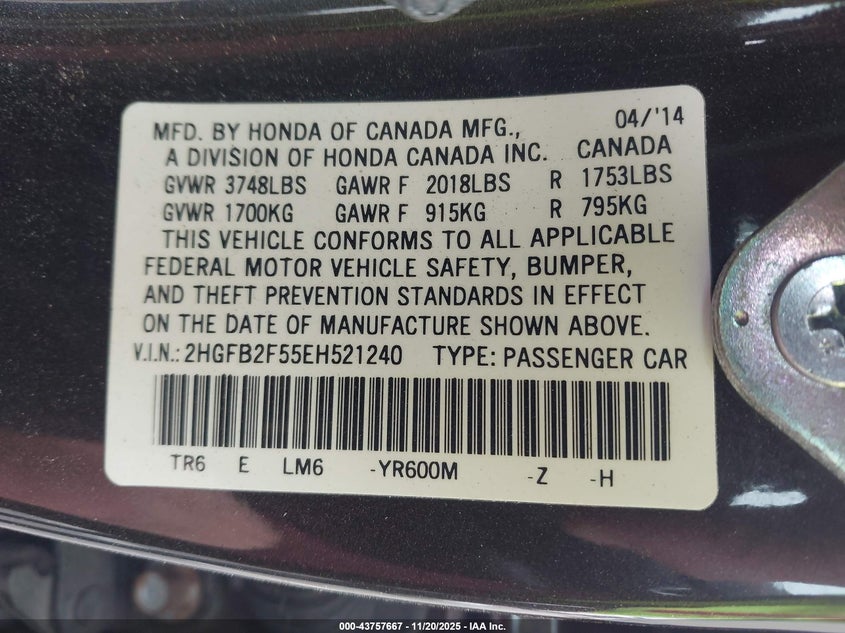 MFD. BY HONDA OF CANADA MFG., 04/'14
A DIVISION OF HONDA CANADA INC. CANADA
GVWR 3748LBS GAWR F 2018LBS R 1753LBS
GVWR 1700KG GAWR F 915KG R 795KG
THIS VEHICLE CONFORMS TO ALL APPLICABLE
FEDERAL MOTOR VEHICLE SAFETY, BUMPER,
AND THEFT PREVENTION STANDARDS IN EFFECT
ON THE DATE OF MANUFACTURE SHOWN ABOVE.
V.I.N.: 2HGFB2F55EH521240 TYPE: PASSENGER CAR
TR6 E LM6 -YR600M -Z -H
000-43757667 - 11/20/2025 - IAA Inc.